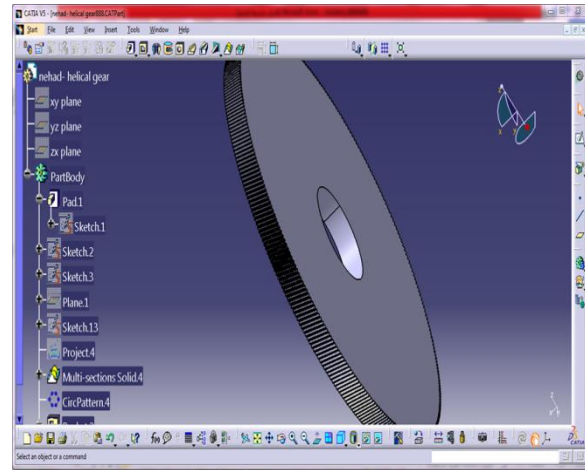 CATIA V5 - [nehad- helical gear888.CATPart]
Start File Edit View Insert Tools Window Help
nehad- helical gear
xy plane
yz plane
zx plane
PartBody
Pad.1
Sketch.1
Sketch.2
Sketch.3
Plane.1
Sketch.13
Project.4
Multi-sections Solid.4
CircPattern.4
Select an object or a command